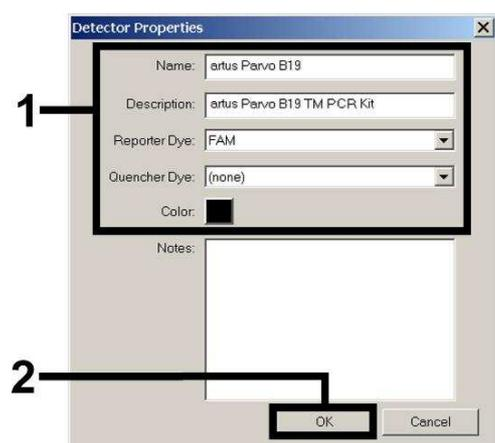 Detector Properties
1
Name: artus Parvo B19
Description: artus Parvo B19 TM PCR Kit
Reporter Dye: FAM
Quencher Dye: (none)
Color:
Notes:
2
OK Cancel